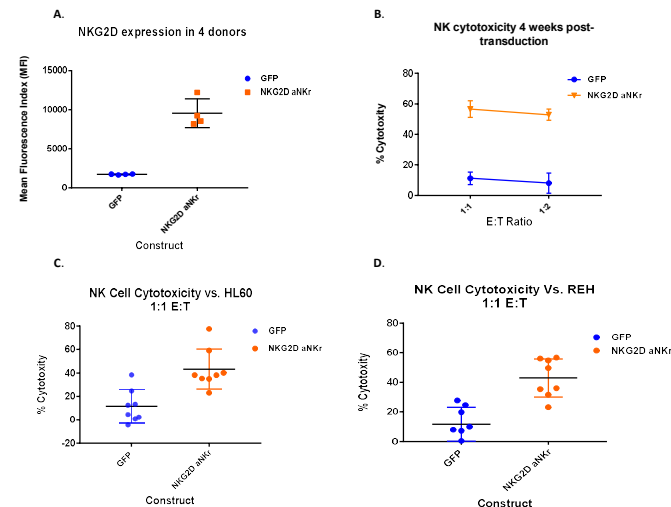 A.
NKG2D expression in 4 donors
Mean Fluorescence Index (MFI)
15000
10000
5000
0
GFP
NKG2D aNKr
Construct
GFP
NKG2D aNKr
B.
NK cytotoxicity 4 weeks post-
transduction
% Cytotoxicity
80
60
40
20
0
1:1
1:2
E:T Ratio
GFP
NKG2D aNKr
C.
NK Cell Cytotoxicity vs. HL60
1:1 E:T
% Cytotoxicity
80
60
40
20
0
-20
GFP
NKG2D aNKr
Construct
GFP
NKG2D aNKr
D.
NK Cell Cytotoxicity Vs. REH
1:1 E:T
% Cytotoxicity
80
60
40
20
0
GFP
NKG2D aNKr
Construct
GFP
NKG2D aNKr